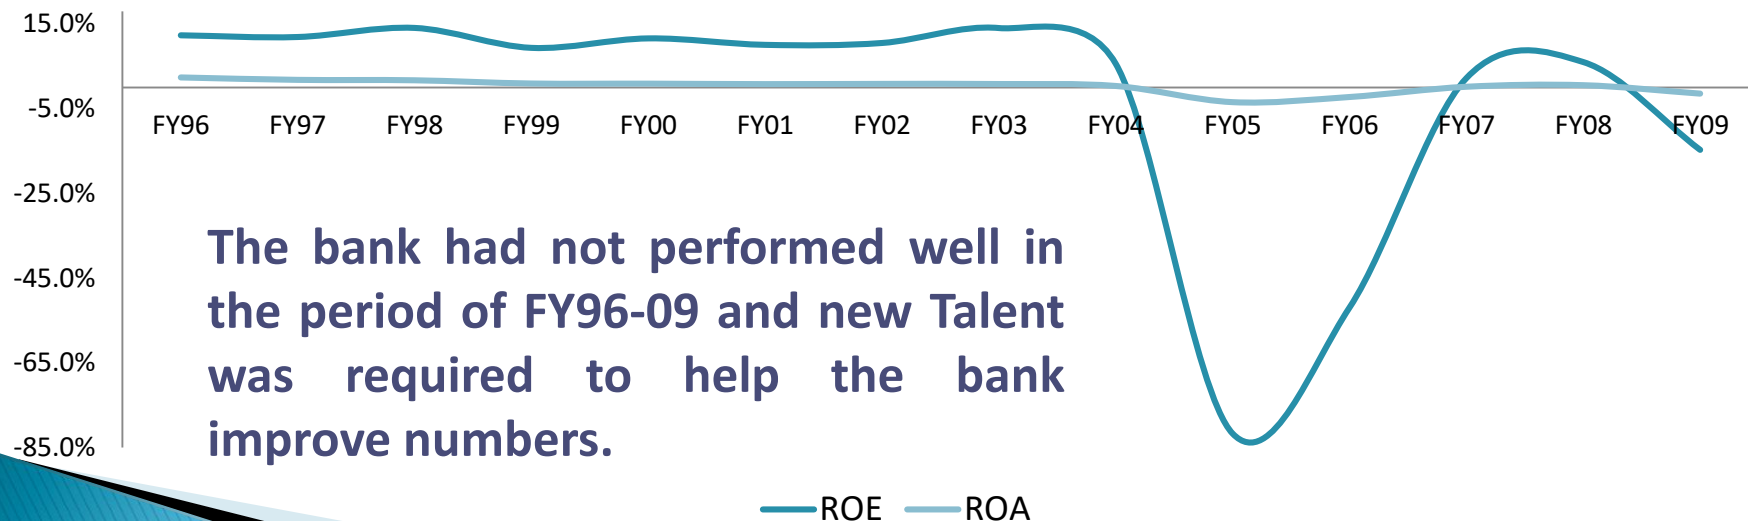 15.0%
-5.0%
FY96 FY97 FY98 FY99 FY00 FY01 FY02 FY03 FY04 FY05 FY06 FY07 FY08 FY09
-25.0%
-45.0%
-65.0%
-85.0%
The bank had not performed well in
the period of FY96-09 and new Talent
was required to help the bank
improve numbers.
ROE ROA